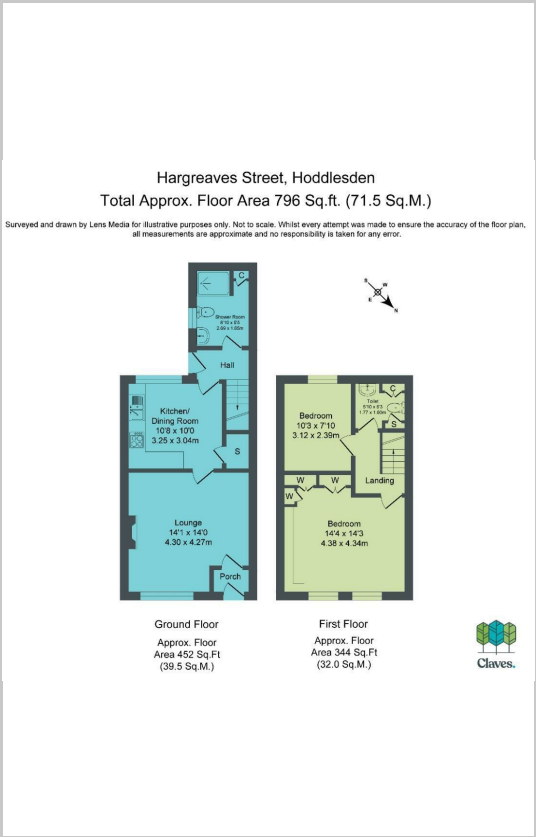 Hargreaves Street, Hoddlesden
Total Approx. Floor Area 796 Sq.ft. (71.5 Sq.M.)
Surveyed and drawn by Lens Media for illustrative purposes only. Not to scale. Whilst every attempt was made to ensure the accuracy of the floor plan,
all measurements are approximate and no responsibility is taken for any error.
S
W
E
N
C
Shower Room
Hall
Kitchen/
Dining Room
10'8 x 10'0
3.25 x 3.04m
S
Lounge
14'1 x 14'0
4.30 x 4.27m
Porch
Bedroom
10'3 x 7'10
3.12 x 2.39m
Toilet
C
S
Landing
W
W
W
Bedroom
14'4 x 14'3
4.38 x 4.34m
Ground Floor
Approx. Floor
Area 452 Sq.Ft
(39.5 Sq.M.)
First Floor
Approx. Floor
Area 344 Sq.Ft
(32.0 Sq.M.)
Claves.